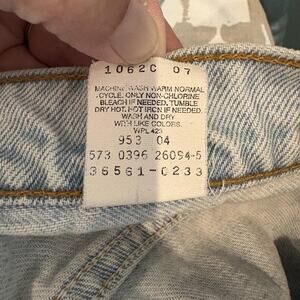 1062C 07
MACHINE WASH WARM NORMAL
CYCLE. ONLY NON-CHLORINE
BLEACH IF NEEDED. TUMBLE
DRY HOT. HOT IRON IF NEEDED.
WASH AND DRY
WITH LIKE COLORS.
WPL 423
953 04
573 0396 26094-5
36561-0233